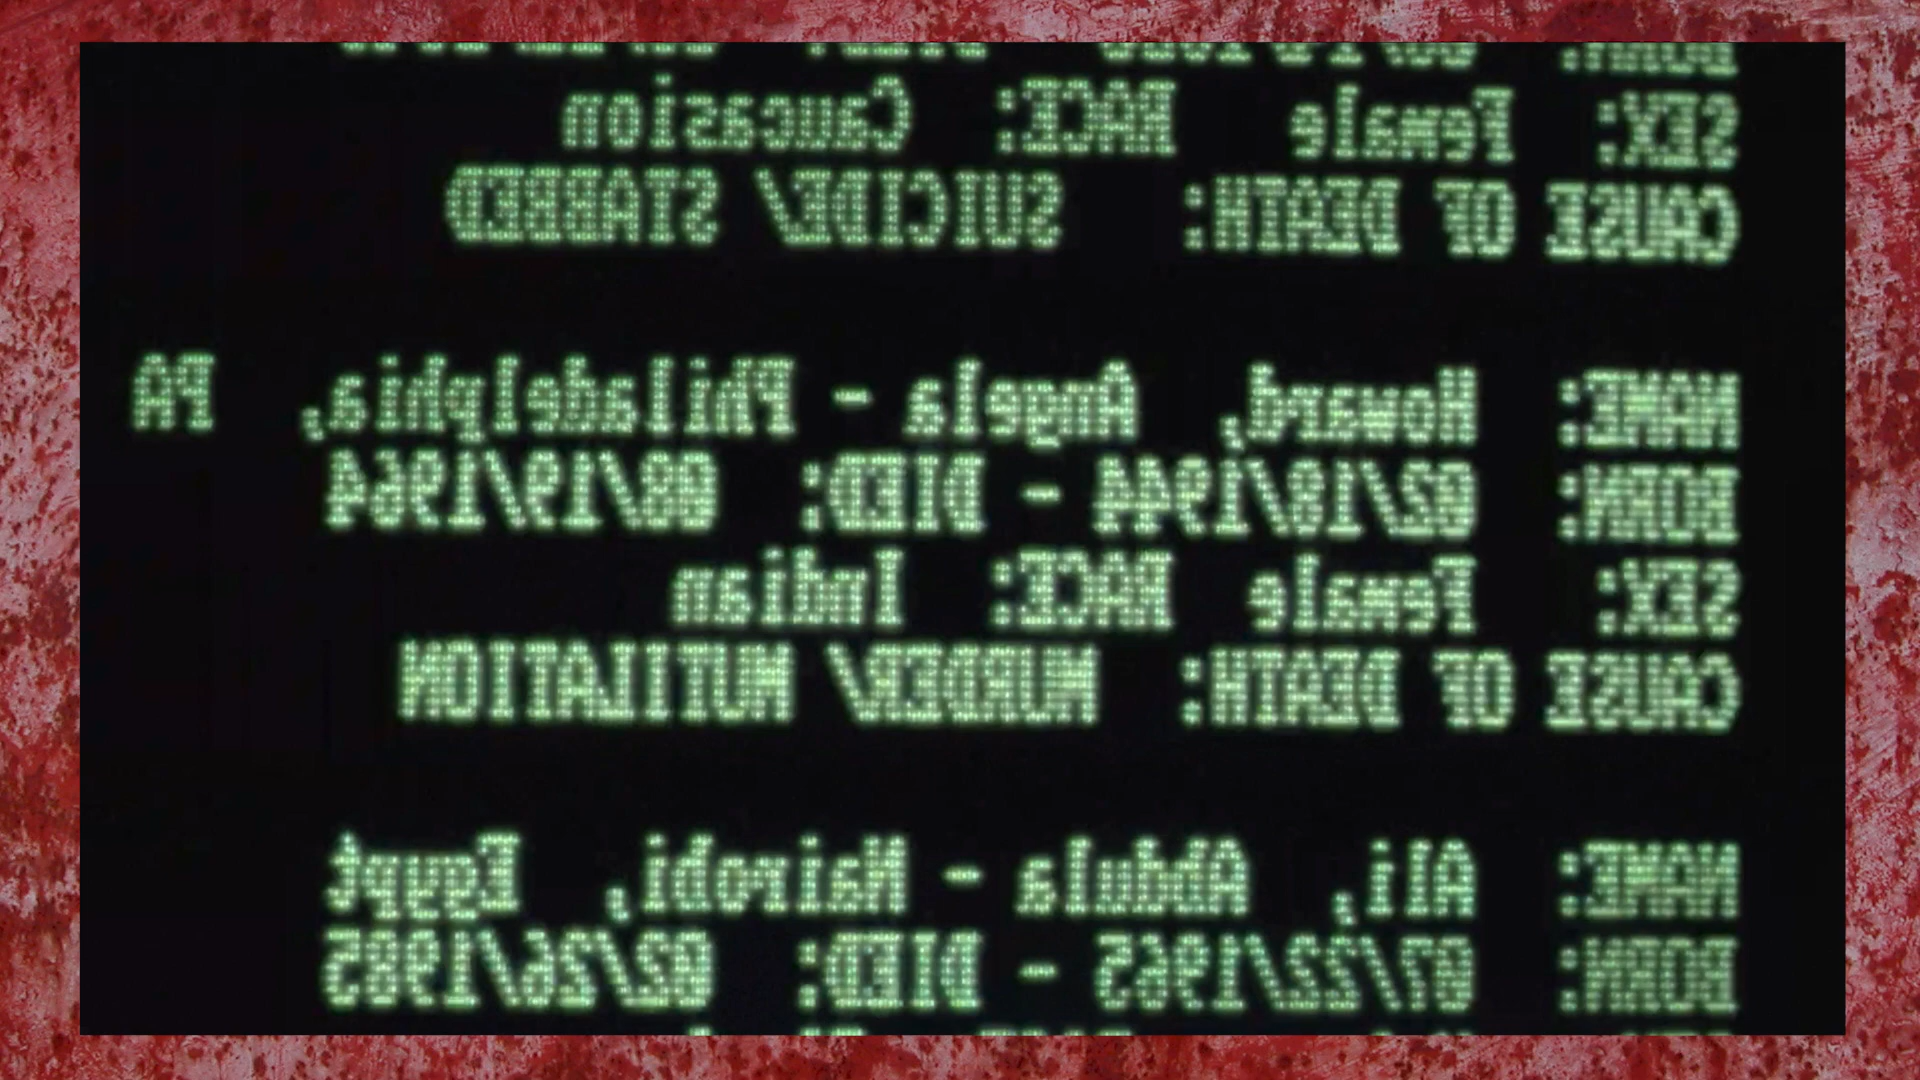 BORN: DIED:
SEX: Female RACE: Caucasion
CAUSE OF DEATH: SUICIDE/ STABBED
NAME: Howard, Angela - Philadelphia, PA
BORN: 02/18/1944 - DIED: 08/19/1964
SEX: Female RACE: Indian
CAUSE OF DEATH: MURDER/ MUTILATION
NAME: Ali, Abdula - Nairobi, Egypt
BORN: 07/22/1965 - DIED: 02/26/1985